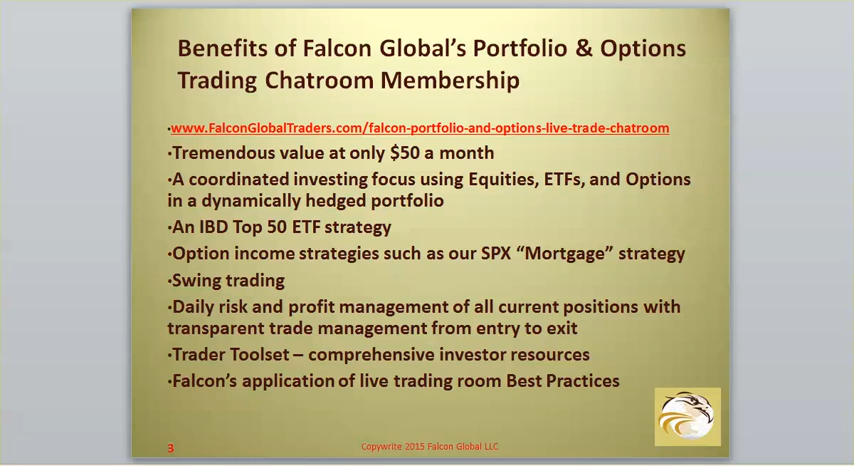 Benefits of Falcon Global's Portfolio & Options
Trading Chatroom Membership
•www.FalconGlobalTraders.com/falcon-portfolio-and-options-live-trade-chatroom
•Tremendous value at only $50 a month
•A coordinated investing focus using Equities, ETFs, and Options
in a dynamically hedged portfolio
•An IBD Top 50 ETF strategy
•Option income strategies such as our SPX “Mortgage” strategy
•Swing trading
•Daily risk and profit management of all current positions with
transparent trade management from entry to exit
•Trader Toolset – comprehensive investor resources
•Falcon's application of live trading room Best Practices
3
Copywrite 2015 Falcon Global LLC